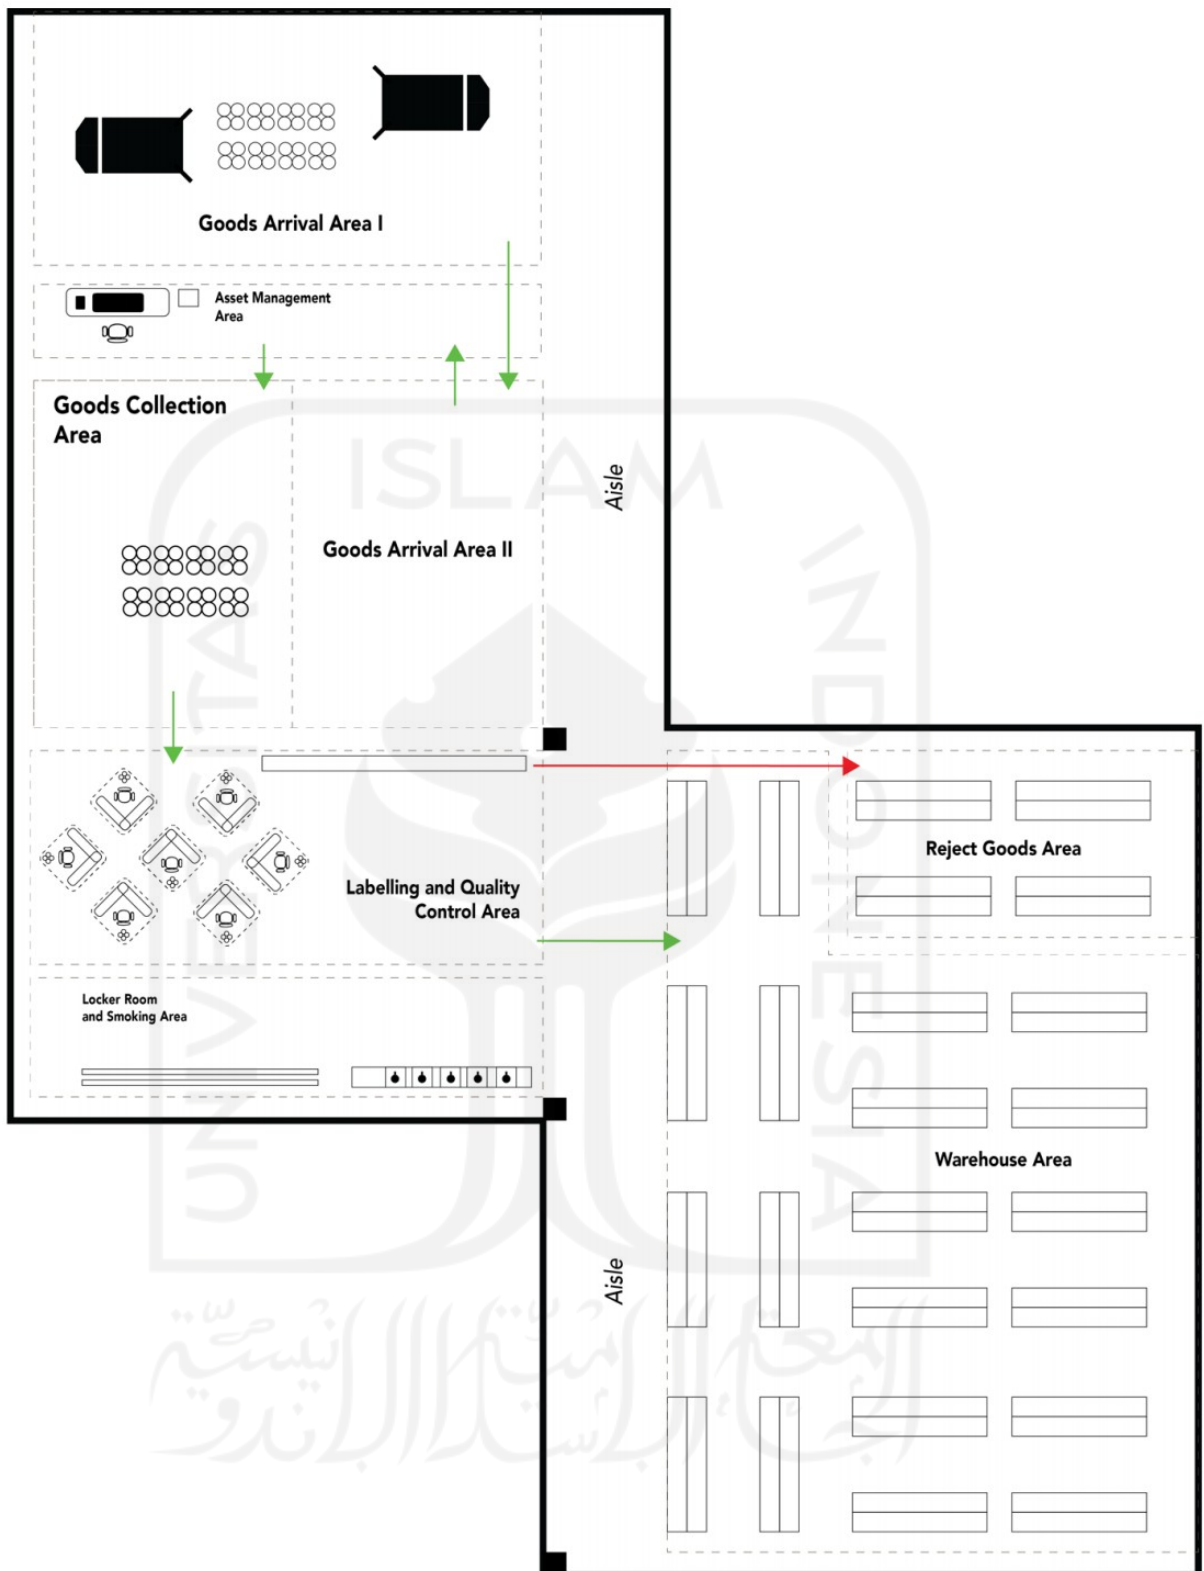 Goods Arrival Area I
Asset Management
Area
Goods Collection
Area
Aisle
Goods Arrival Area II
Reject Goods Area
Labelling and Quality
Control Area
Locker Room
and Smoking Area
Warehouse Area
Aisle
UNIVERSITAS
ISLAM
INDONESIA